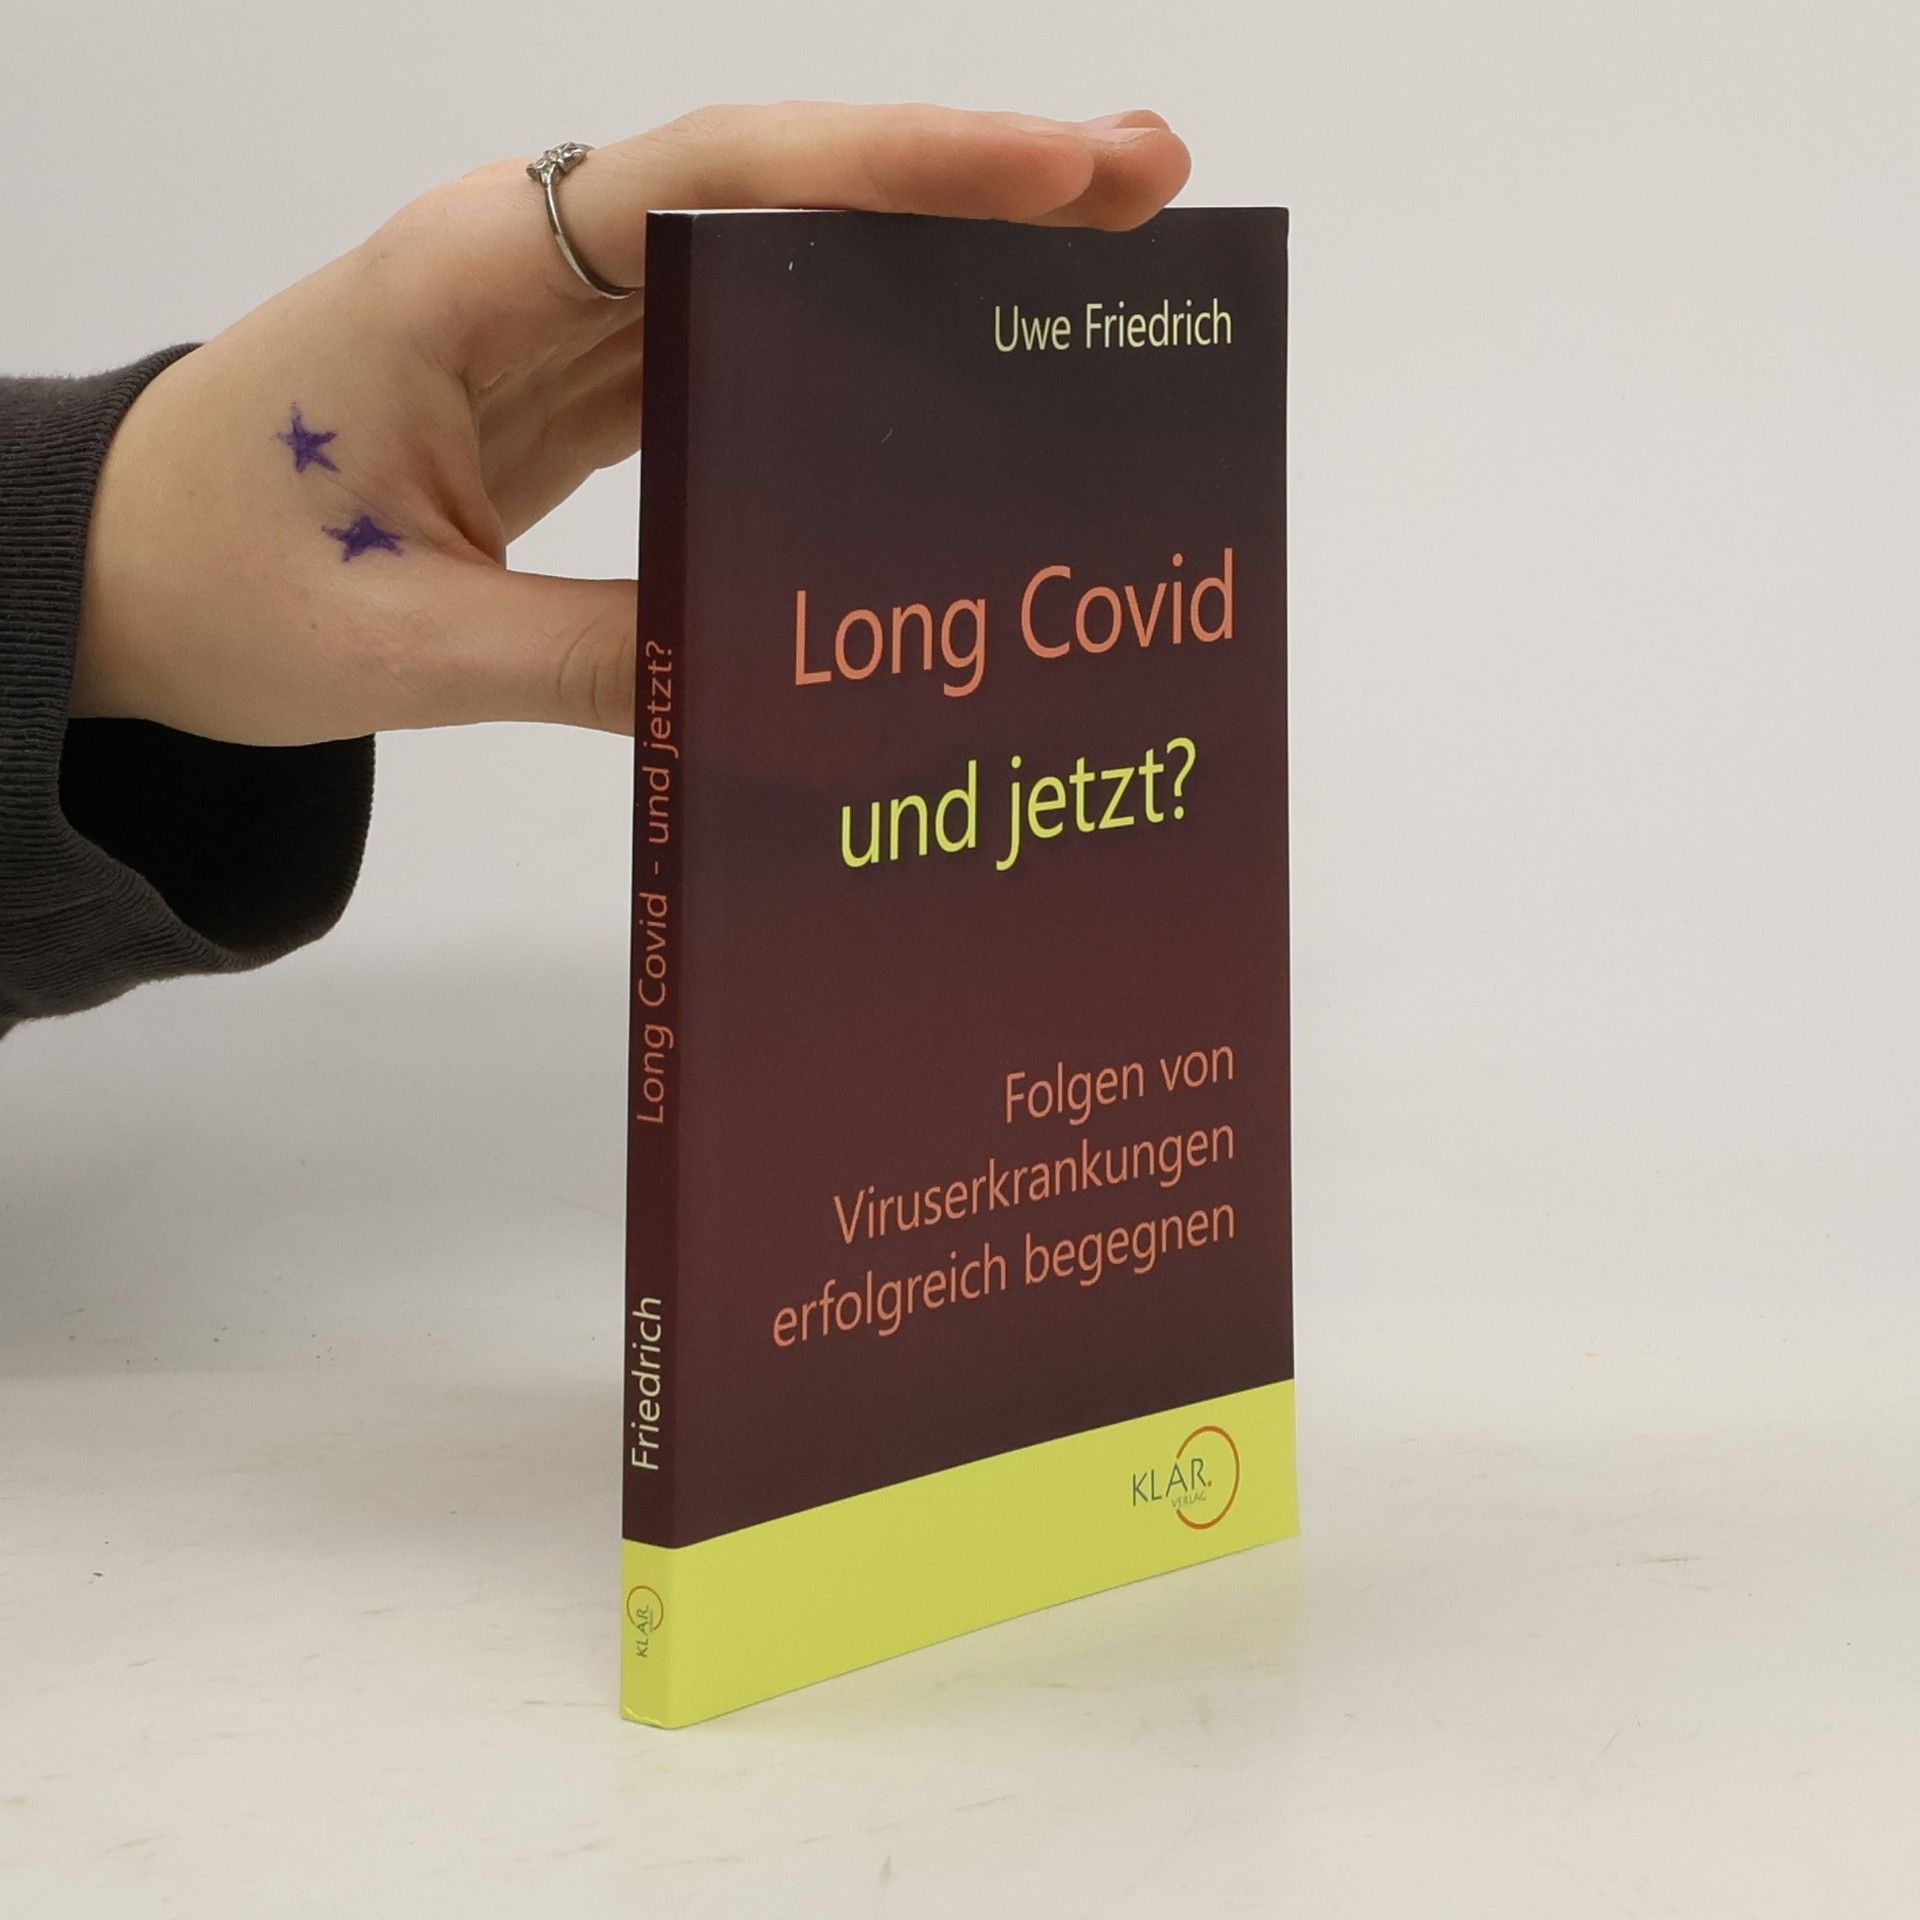 Uwe Friedrich
Long Covid
und jetzt?
Folgen von
Viruserkrankungen
erfolgreich begegnen
KLAR.
VERLAG
Long Covid - und jetzt?
Friedrich
KLAR.